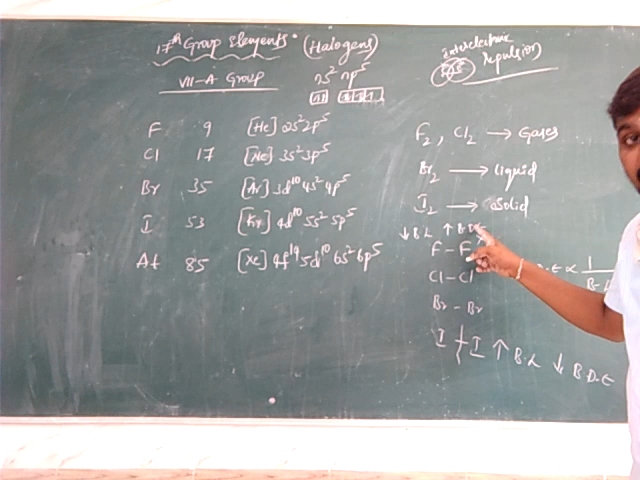 17th Group Elements. (Halogens)
VII-A Group
ns² np⁵
F 9 [He] 2s² 2p⁵
Cl 17 [Ne] 3s² 3p⁵
Br 35 [Ar] 3d¹⁰ 4s² 4p⁵
I 53 [Kr] 4d¹⁰ 5s² 5p⁵
At 85 [Xe] 4f¹⁴ 5d¹⁰ 6s² 6p⁵
interelectronic
repulsion)
F₂, Cl₂ → Gases
Br₂ → liquid
I₂ → solid
↓ B.L ↑ B.D.E
F - F
Cl - Cl
Br - Br
I - I ↑ B.L ↓ B.D.E
D.E ∝ 1
B.L